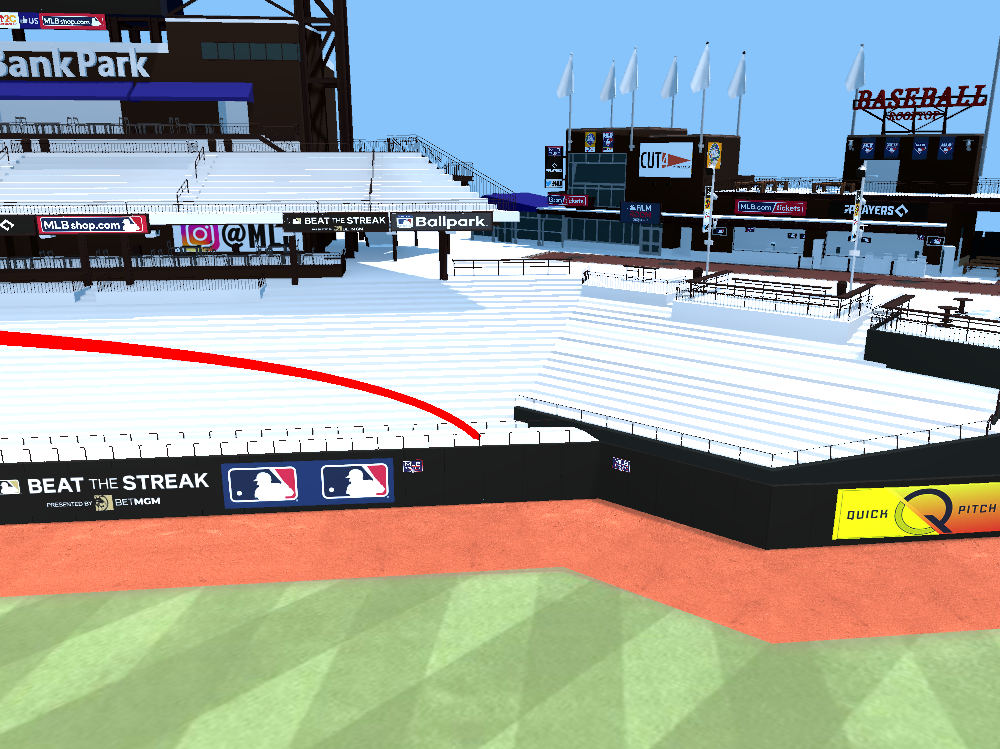 US
MLBshop.com
Bank Park
BASEBALL
ROOFTOP
CUT4
MLB.com/tickets
PLAYERS
FILM
MLBshop.com
@ML
BEAT THE STREAK
Ballpark
BEAT THE STREAK
PRESENTED BY BETMGM
QUICK PITCH